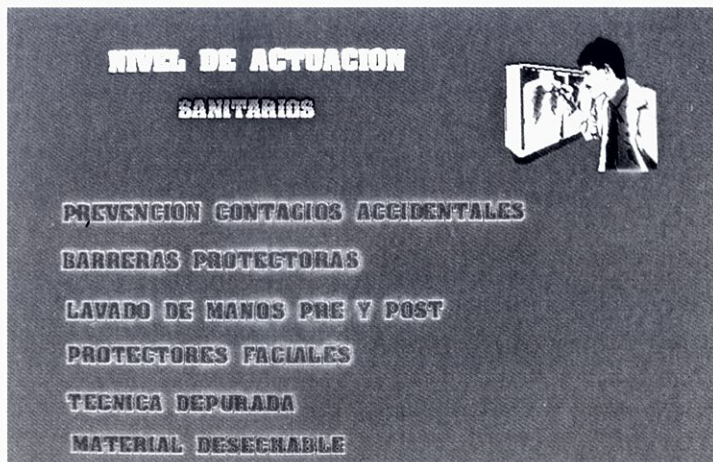 NIVEL DE ACTUACION
SANITARIOS
PREVENCION CONTAGIOS ACCIDENTALES
BARRERAS PROTECTORAS
LAVADO DE MANOS PRE Y POST
PROTECTORES FACIALES
TECNICA DEPURADA
MATERIAL DESECHABLE